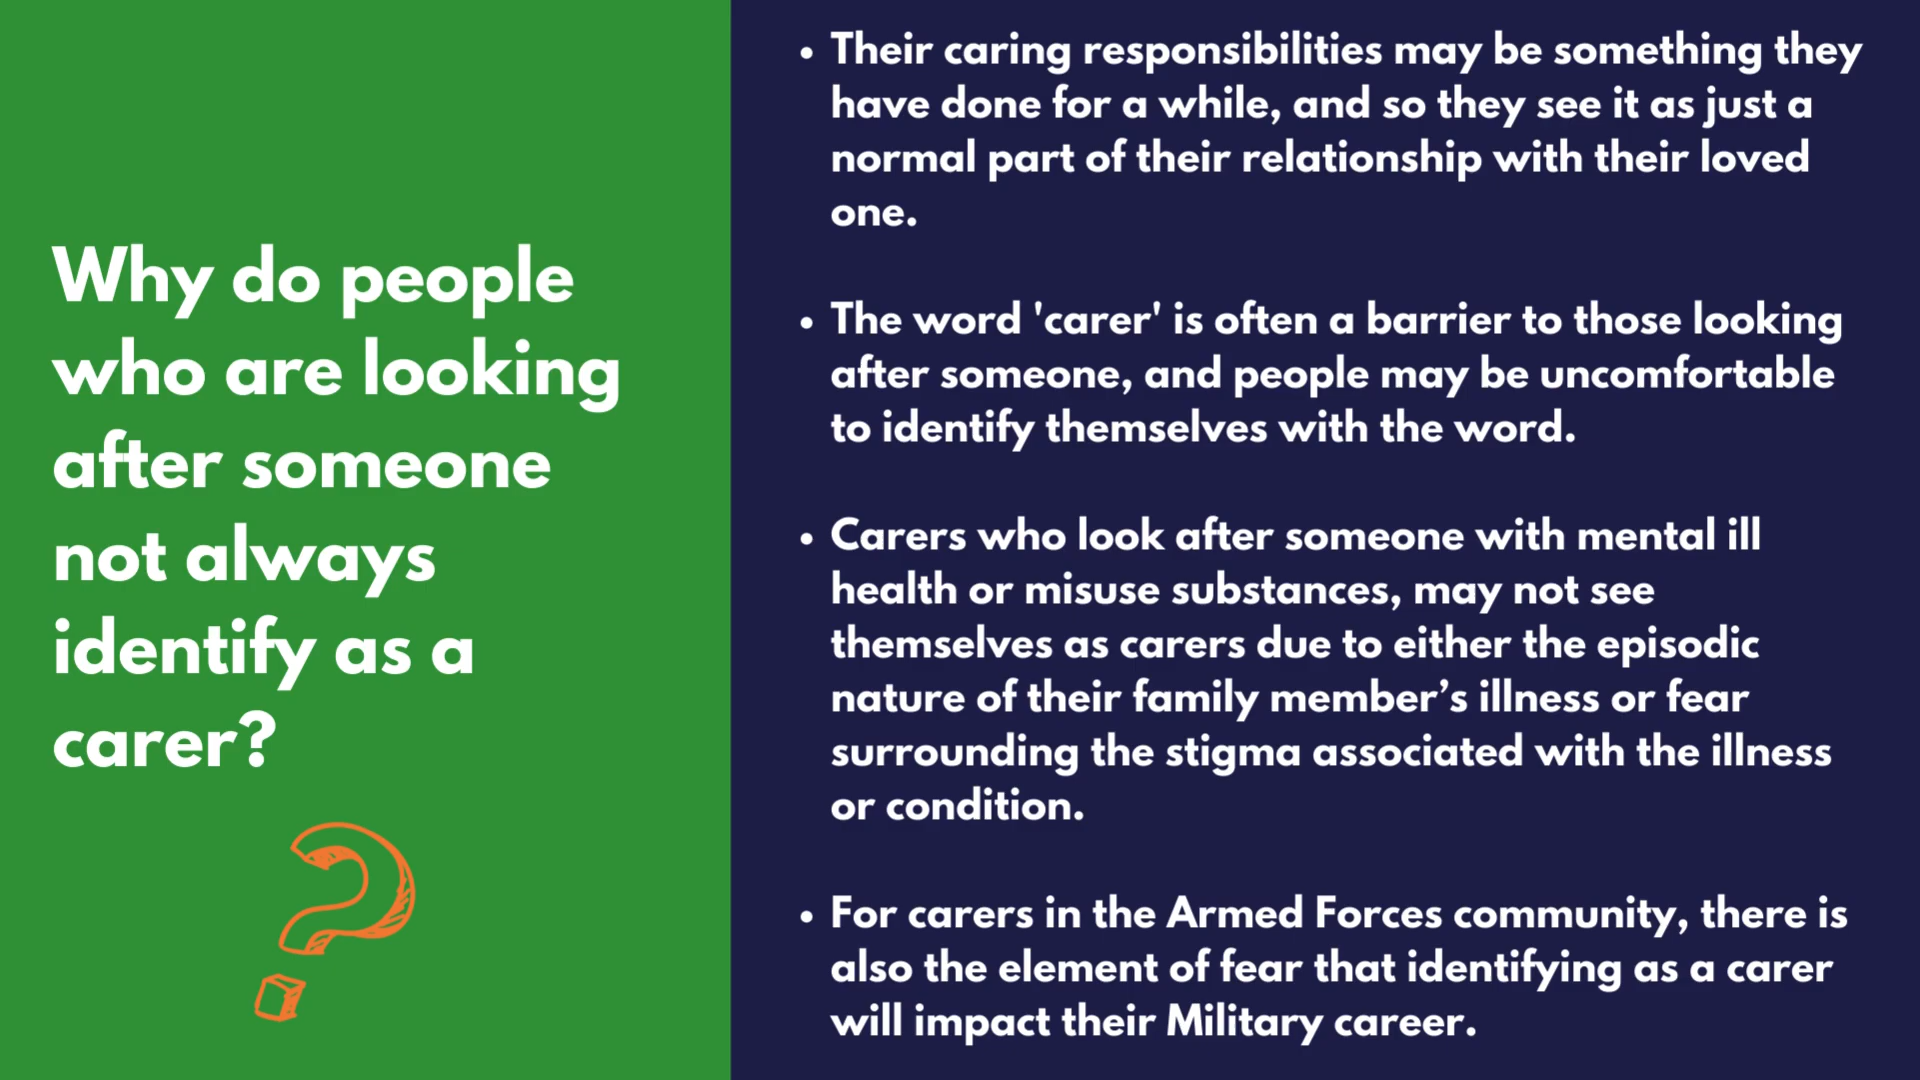 Why do people
who are looking
after someone
not always
identify as a
carer?
• Their caring responsibilities may be something they
have done for a while, and so they see it as just a
normal part of their relationship with their loved
one.
• The word 'carer' is often a barrier to those looking
after someone, and people may be uncomfortable
to identify themselves with the word.
• Carers who look after someone with mental ill
health or misuse substances, may not see
themselves as carers due to either the episodic
nature of their family member’s illness or fear
surrounding the stigma associated with the illness
or condition.
• For carers in the Armed Forces community, there is
also the element of fear that identifying as a carer
will impact their Military career.